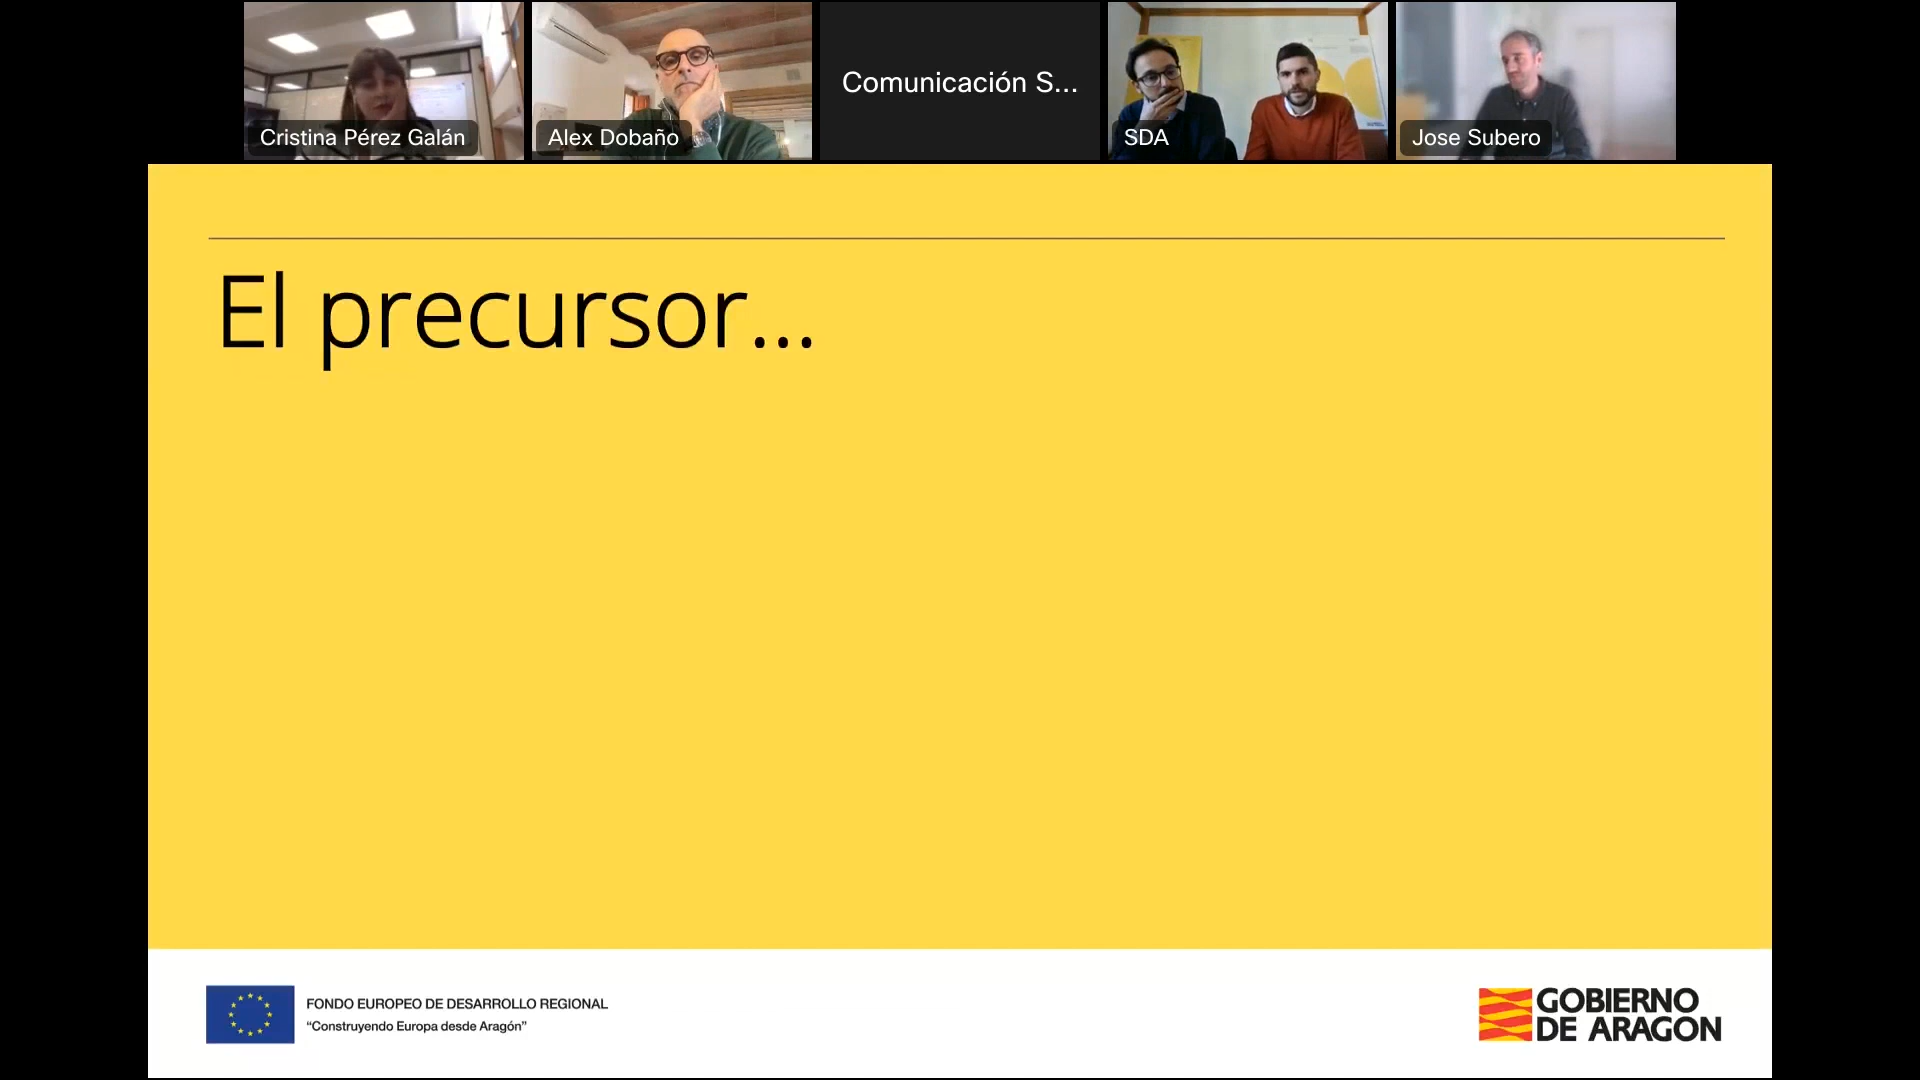 Cristina Pérez Galán
Alex Dobaño
Comunicación S...
SDA
Jose Subero
El precursor...
FONDO EUROPEO DE DESARROLLO REGIONAL
“Construyendo Europa desde Aragón”
GOBIERNO
DE ARAGON